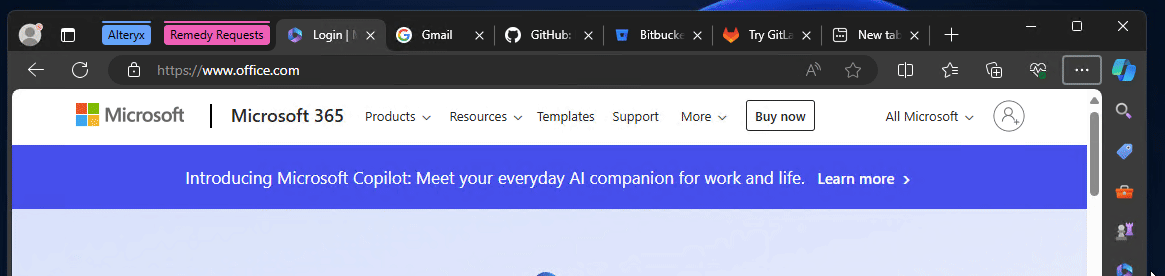 Alteryx Remedy Requests Login | M Gmail GitHub: Bitbucke Try GitLa New tab
https://www.office.com
Microsoft Microsoft 365 Products Resources Templates Support More Buy now All Microsoft
Introducing Microsoft Copilot: Meet your everyday AI companion for work and life. Learn more